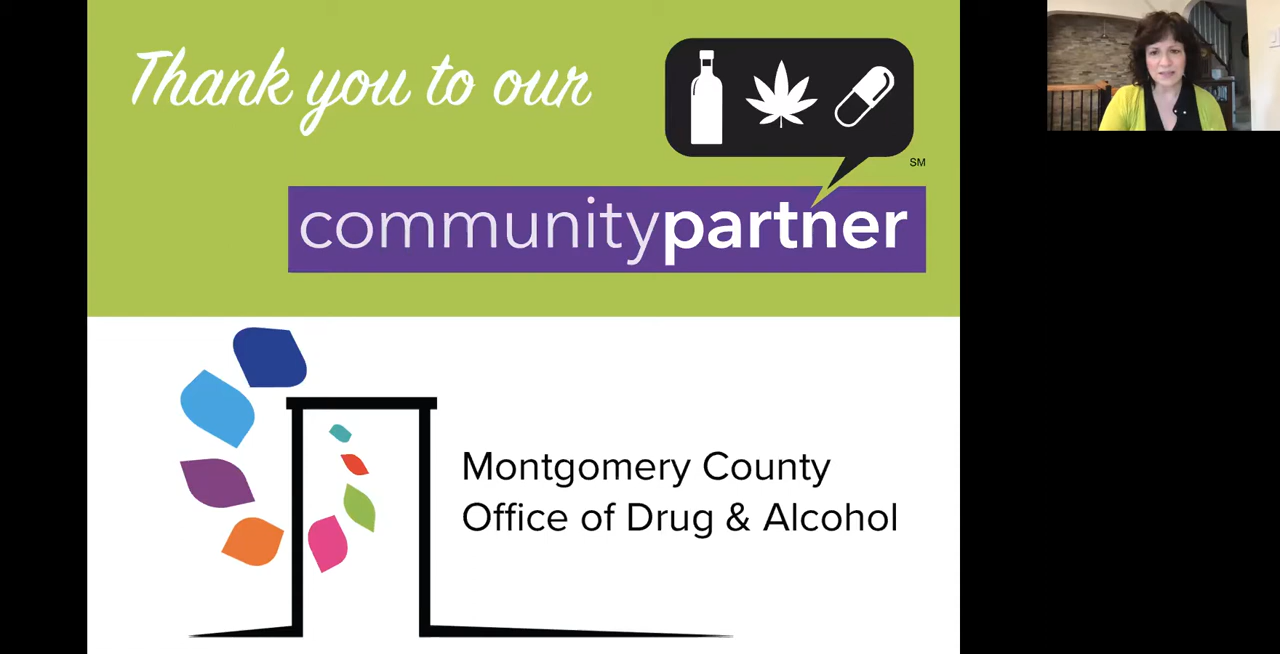 Thank you to our
SM
communitypartner
Montgomery County
Office of Drug & Alcohol